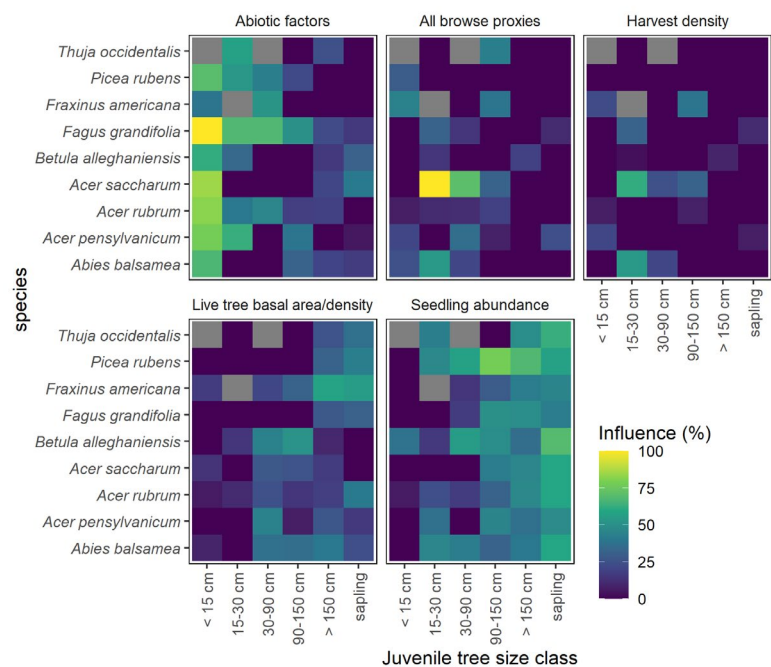 Abiotic factors
All browse proxies
Harvest density
Thuja occidentalis
Picea rubens
Fraxinus americana
Fagus grandifolia
Betula alleghaniensis
Acer saccharum
Acer rubrum
Acer pensylvanicum
Abies balsamea
species
< 15 cm
15-30 cm
30-90 cm
90-150 cm
> 150 cm
sapling
Live tree basal area/density
Seedling abundance
Thuja occidentalis
Picea rubens
Fraxinus americana
Fagus grandifolia
Betula alleghaniensis
Acer saccharum
Acer rubrum
Acer pensylvanicum
Abies balsamea
Influence (%)
100
75
50
25
0
< 15 cm
15-30 cm
30-90 cm
90-150 cm
> 150 cm
sapling
< 15 cm
15-30 cm
30-90 cm
90-150 cm
> 150 cm
sapling
Juvenile tree size class